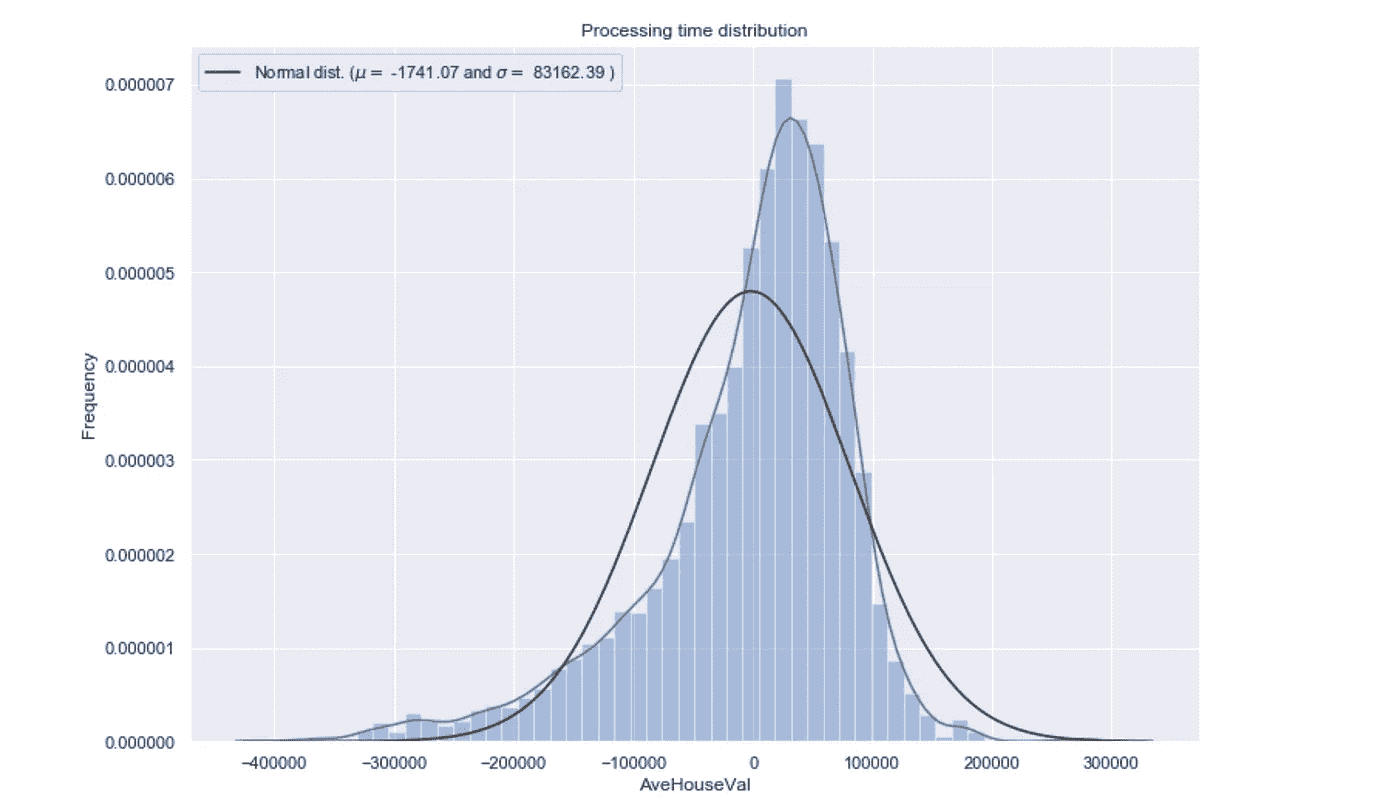 Processing time distribution
Normal dist. (μ = -1741.07 and σ = 83162.39 )
0.000007
0.000006
0.000005
0.000004
0.000003
0.000002
0.000001
0.000000
Frequency
−400000 −300000 −200000 −100000 0 100000 200000 300000
AveHouseVal